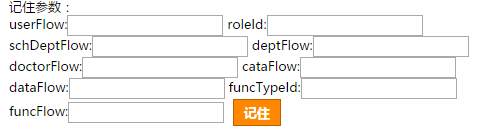 记住参数：
userFlow: roleId:
schDeptFlow: deptFlow:
doctorFlow: cataFlow:
dataFlow: funcTypeId:
funcFlow: 记住